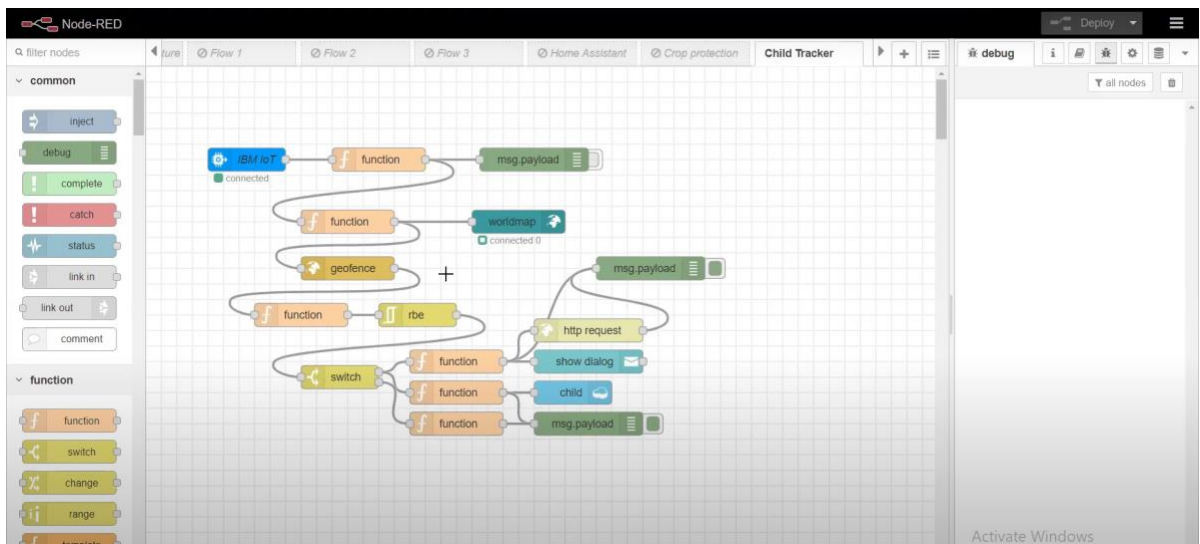 Node-RED
Deploy
filter nodes
ture
Flow 1
Flow 2
Flow 3
Home Assistant
Crop protection
Child Tracker
debug
i
all nodes
common
inject
debug
complete
catch
status
link in
link out
comment
function
function
switch
change
range
template
IBM IoT
connected
function
msg.payload
function
worldmap
connected 0
geofence
msg.payload
function
rbe
http request
function
show dialog
switch
function
child
function
msg.payload
Activate Windows